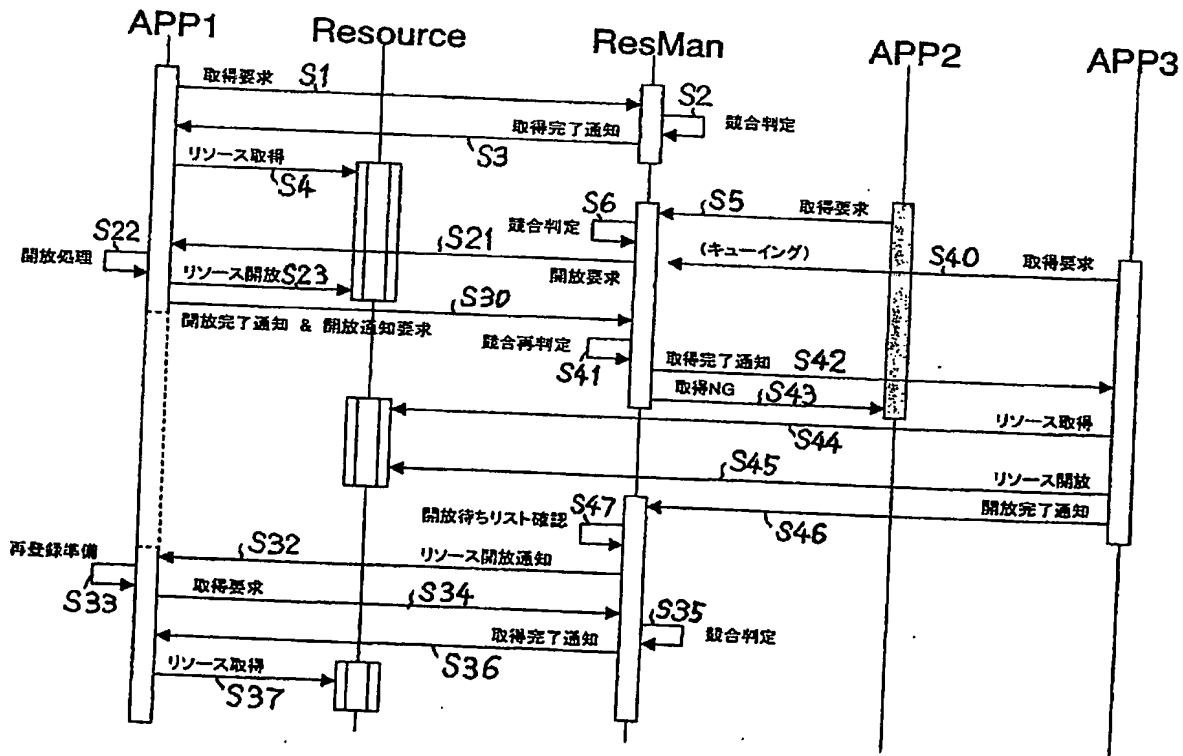 APP1
Resource
ResMan
APP2
APP3
取得要求
S1
S2
競合判定
取得完了通知
S3
リソース取得
S4
S5
取得要求
S6
競合判定
S22
開放処理
S21
開放要求
(キューイング)
S40
取得要求
リソース開放
S23
S30
開放完了通知 & 開放通知要求
競合再判定
S41
取得完了通知
S42
取得NG
S43
リソース取得
S44
S45
リソース開放
S47
開放待ちリスト確認
開放完了通知
S46
再登録準備
S32
リソース開放通知
S33
取得要求
S34
S35
競合判定
取得完了通知
S36
リソース取得
S37